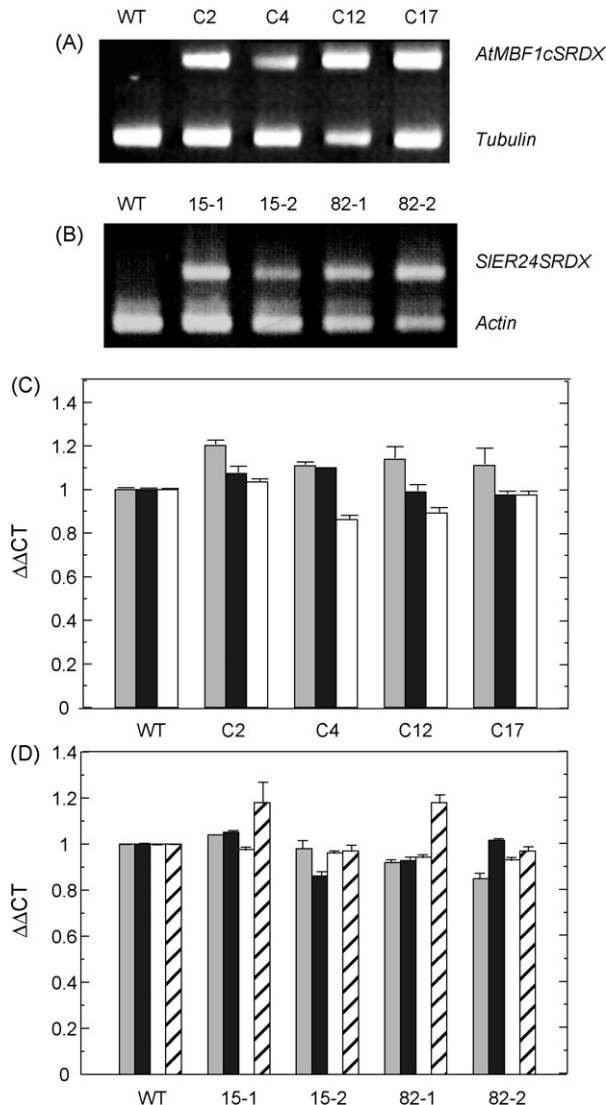 WT C2 C4 C12 C17
(A)
AtMBF1cSRDX
Tubulin
WT 15-1 15-2 82-1 82-2
(B)
SlER24SRDX
Actin
(C)
1.4
1.2
1
0.8
0.6
0.4
0.2
0
ΔΔCT
WT C2 C4 C12 C17
(D)
1.4
1.2
1
0.8
0.6
0.4
0.2
0
ΔΔCT
WT 15-1 15-2 82-1 82-2